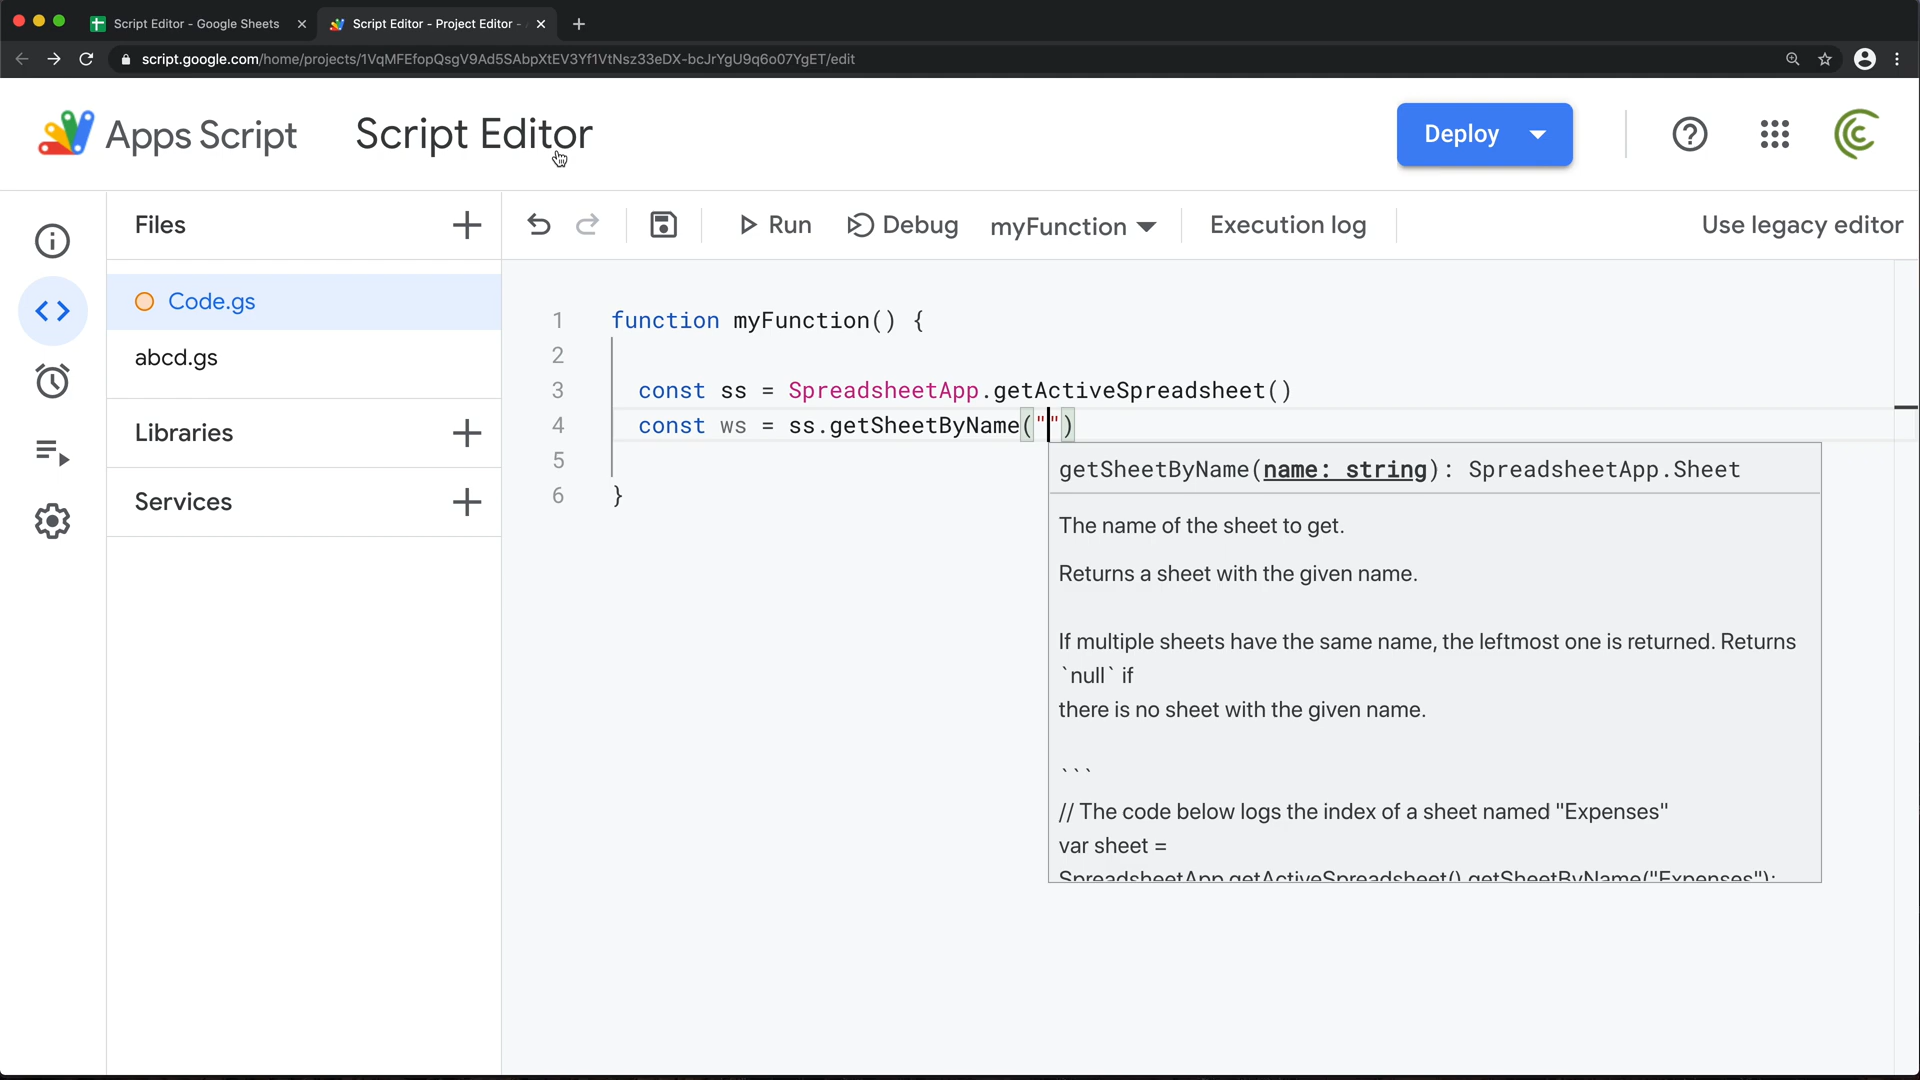 Script Editor - Google Sheets
Script Editor - Project Editor -
script.google.com/home/projects/1VqMFEfopQsgV9Ad5SAbpXtEV3Yf1VtNsz33eDX-bcJrYgU9q6o07YgET/edit
Apps Script
Script Editor
Deploy
Files
Run
Debug
myFunction
Execution log
Use legacy editor
Code.gs
abcd.gs
Libraries
Services
1 function myFunction() {
2
3 const ss = SpreadsheetApp.getActiveSpreadsheet()
4 const ws = ss.getSheetByName("")
5
6 }
getSheetByName(name: string): SpreadsheetApp.Sheet
The name of the sheet to get.
Returns a sheet with the given name.
If multiple sheets have the same name, the leftmost one is returned. Returns
`null` if
there is no sheet with the given name.
```
// The code below logs the index of a sheet named "Expenses"
var sheet =
SpreadsheetApp.getActiveSpreadsheet().getSheetByName("Expenses");